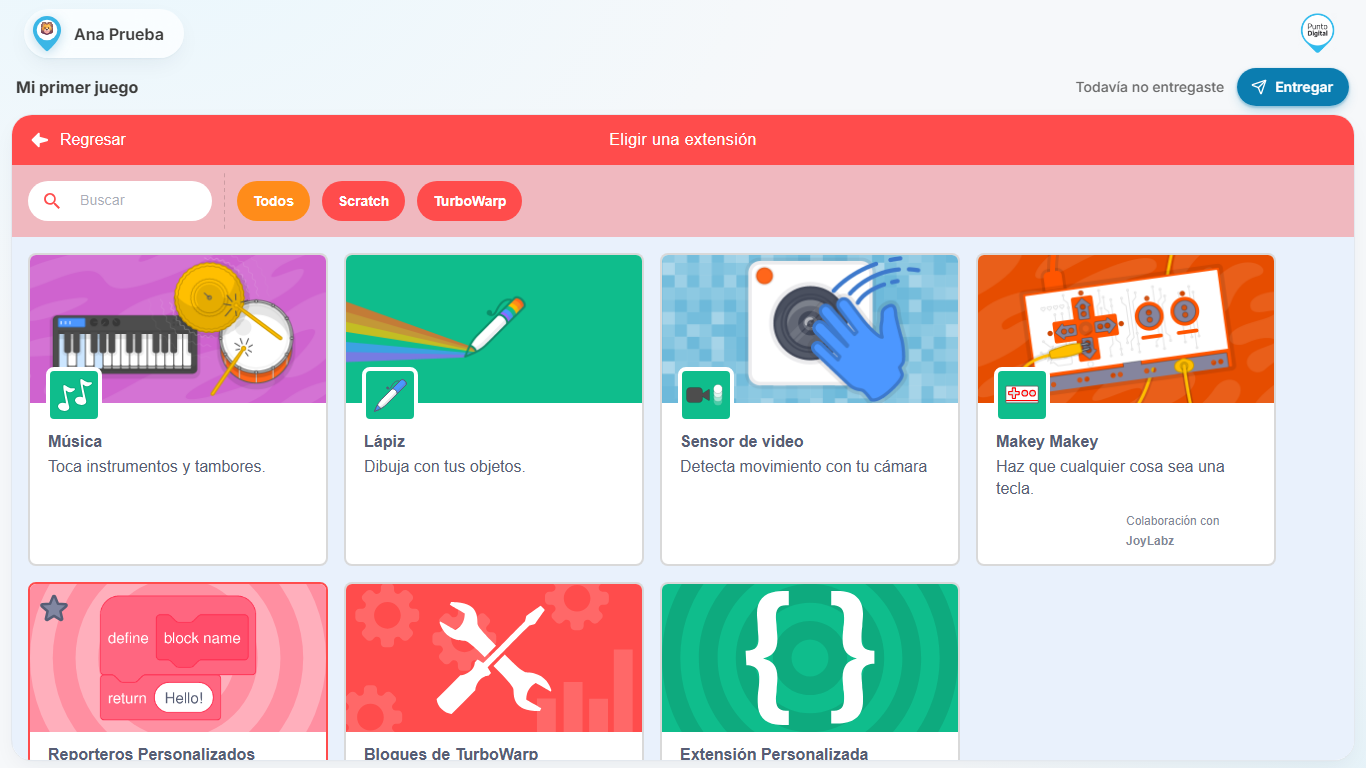 Ana Prueba
Punto
Digital
Mi primer juego
Todavía no entregaste
Entregar
Regresar
Eligir una extensión
Buscar
Todos
Scratch
TurboWarp
Música
Toca instrumentos y tambores.
Lápiz
Dibuja con tus objetos.
Sensor de video
Detecta movimiento con tu cámara
Makey Makey
Haz que cualquier cosa sea una
tecla.
Colaboración con
JoyLabz
define block name
return Hello!
Reporteros Personalizados
Bloques de TurboWarp
{}
Extensión Personalizada